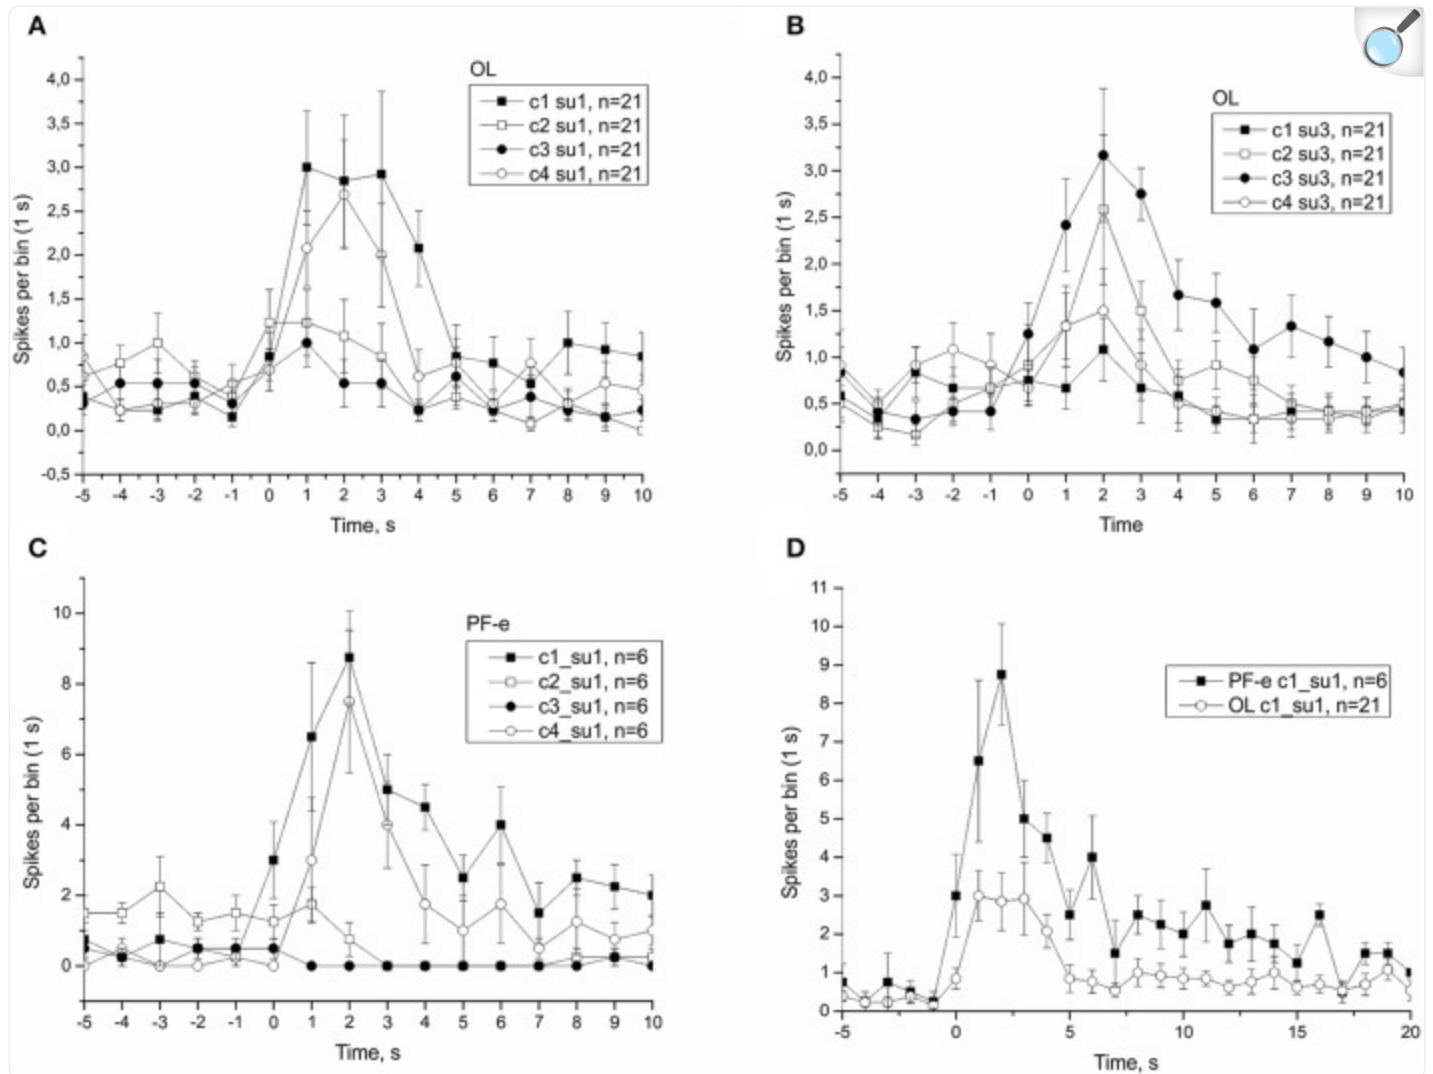 A
OL
c1 su1, n=21
c2 su1, n=21
c3 su1, n=21
c4 su1, n=21
4,0
3,5
3,0
2,5
2,0
1,5
1,0
0,5
0,0
-0,5
Spikes per bin (1 s)
-5 -4 -3 -2 -1 0 1 2 3 4 5 6 7 8 9 10
Time, s
B
OL
c1 su3, n=21
c2 su3, n=21
c3 su3, n=21
c4 su3, n=21
4,0
3,5
3,0
2,5
2,0
1,5
1,0
0,5
0,0
Spikes per bin (1 s)
-5 -4 -3 -2 -1 0 1 2 3 4 5 6 7 8 9 10
Time
C
PF-e
c1_su1, n=6
c2_su1, n=6
c3_su1, n=6
c4_su1, n=6
10
8
6
4
2
0
Spikes per bin (1 s)
-5 -4 -3 -2 -1 0 1 2 3 4 5 6 7 8 9 10
Time, s
D
PF-e c1_su1, n=6
OL c1_su1, n=21
11
10
9
8
7
6
5
4
3
2
1
0
Spikes per bin (1 s)
-5 0 5 10 15 20
Time, s